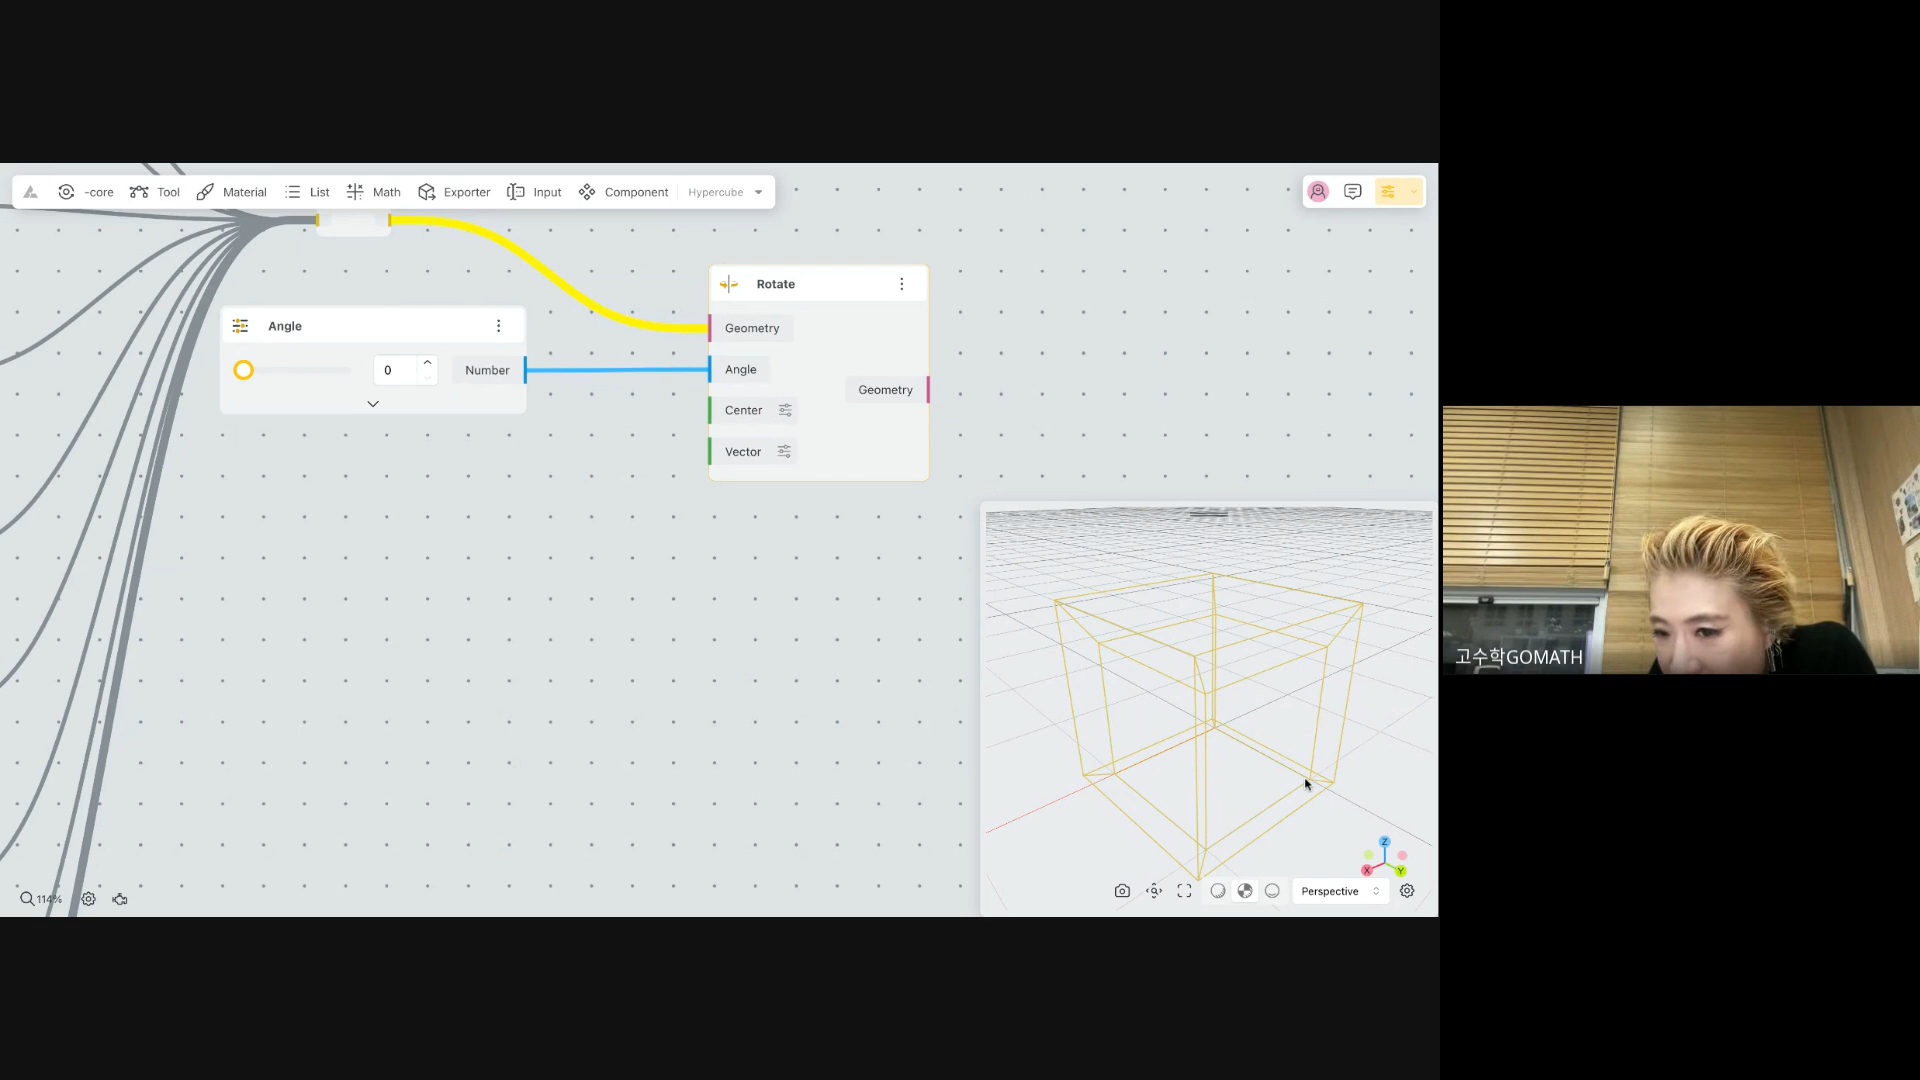 -core Tool Material List Math Exporter Input Component Hypercube
Rotate
Geometry
Angle
Angle
0
Number
Geometry
Center
Vector
Z
X
Y
114%
Perspective
고수학GOMATH